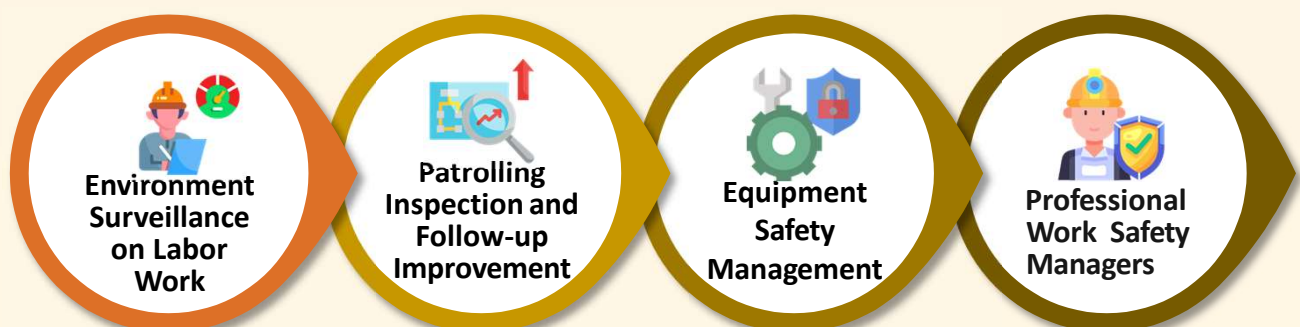 Environment
Surveillance
on Labor
Work
Patrolling
Inspection and
Follow-up
Improvement
Equipment
Safety
Management
Professional
Work Safety
Managers